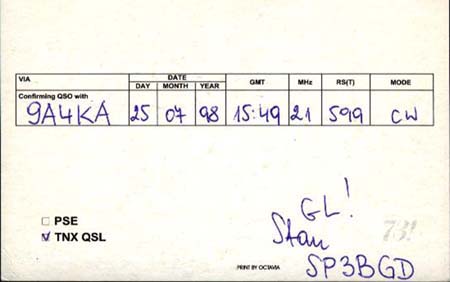 VIA DATE GMT MHz RS(T) MODE
DAY MONTH YEAR
Confirming QSO with
9A4KA 25 07 98 15:49 21 599 CW
GL!
73!
Stan
PSE
TNX QSL
SP3BGD
PRINT BY OCTAVIA